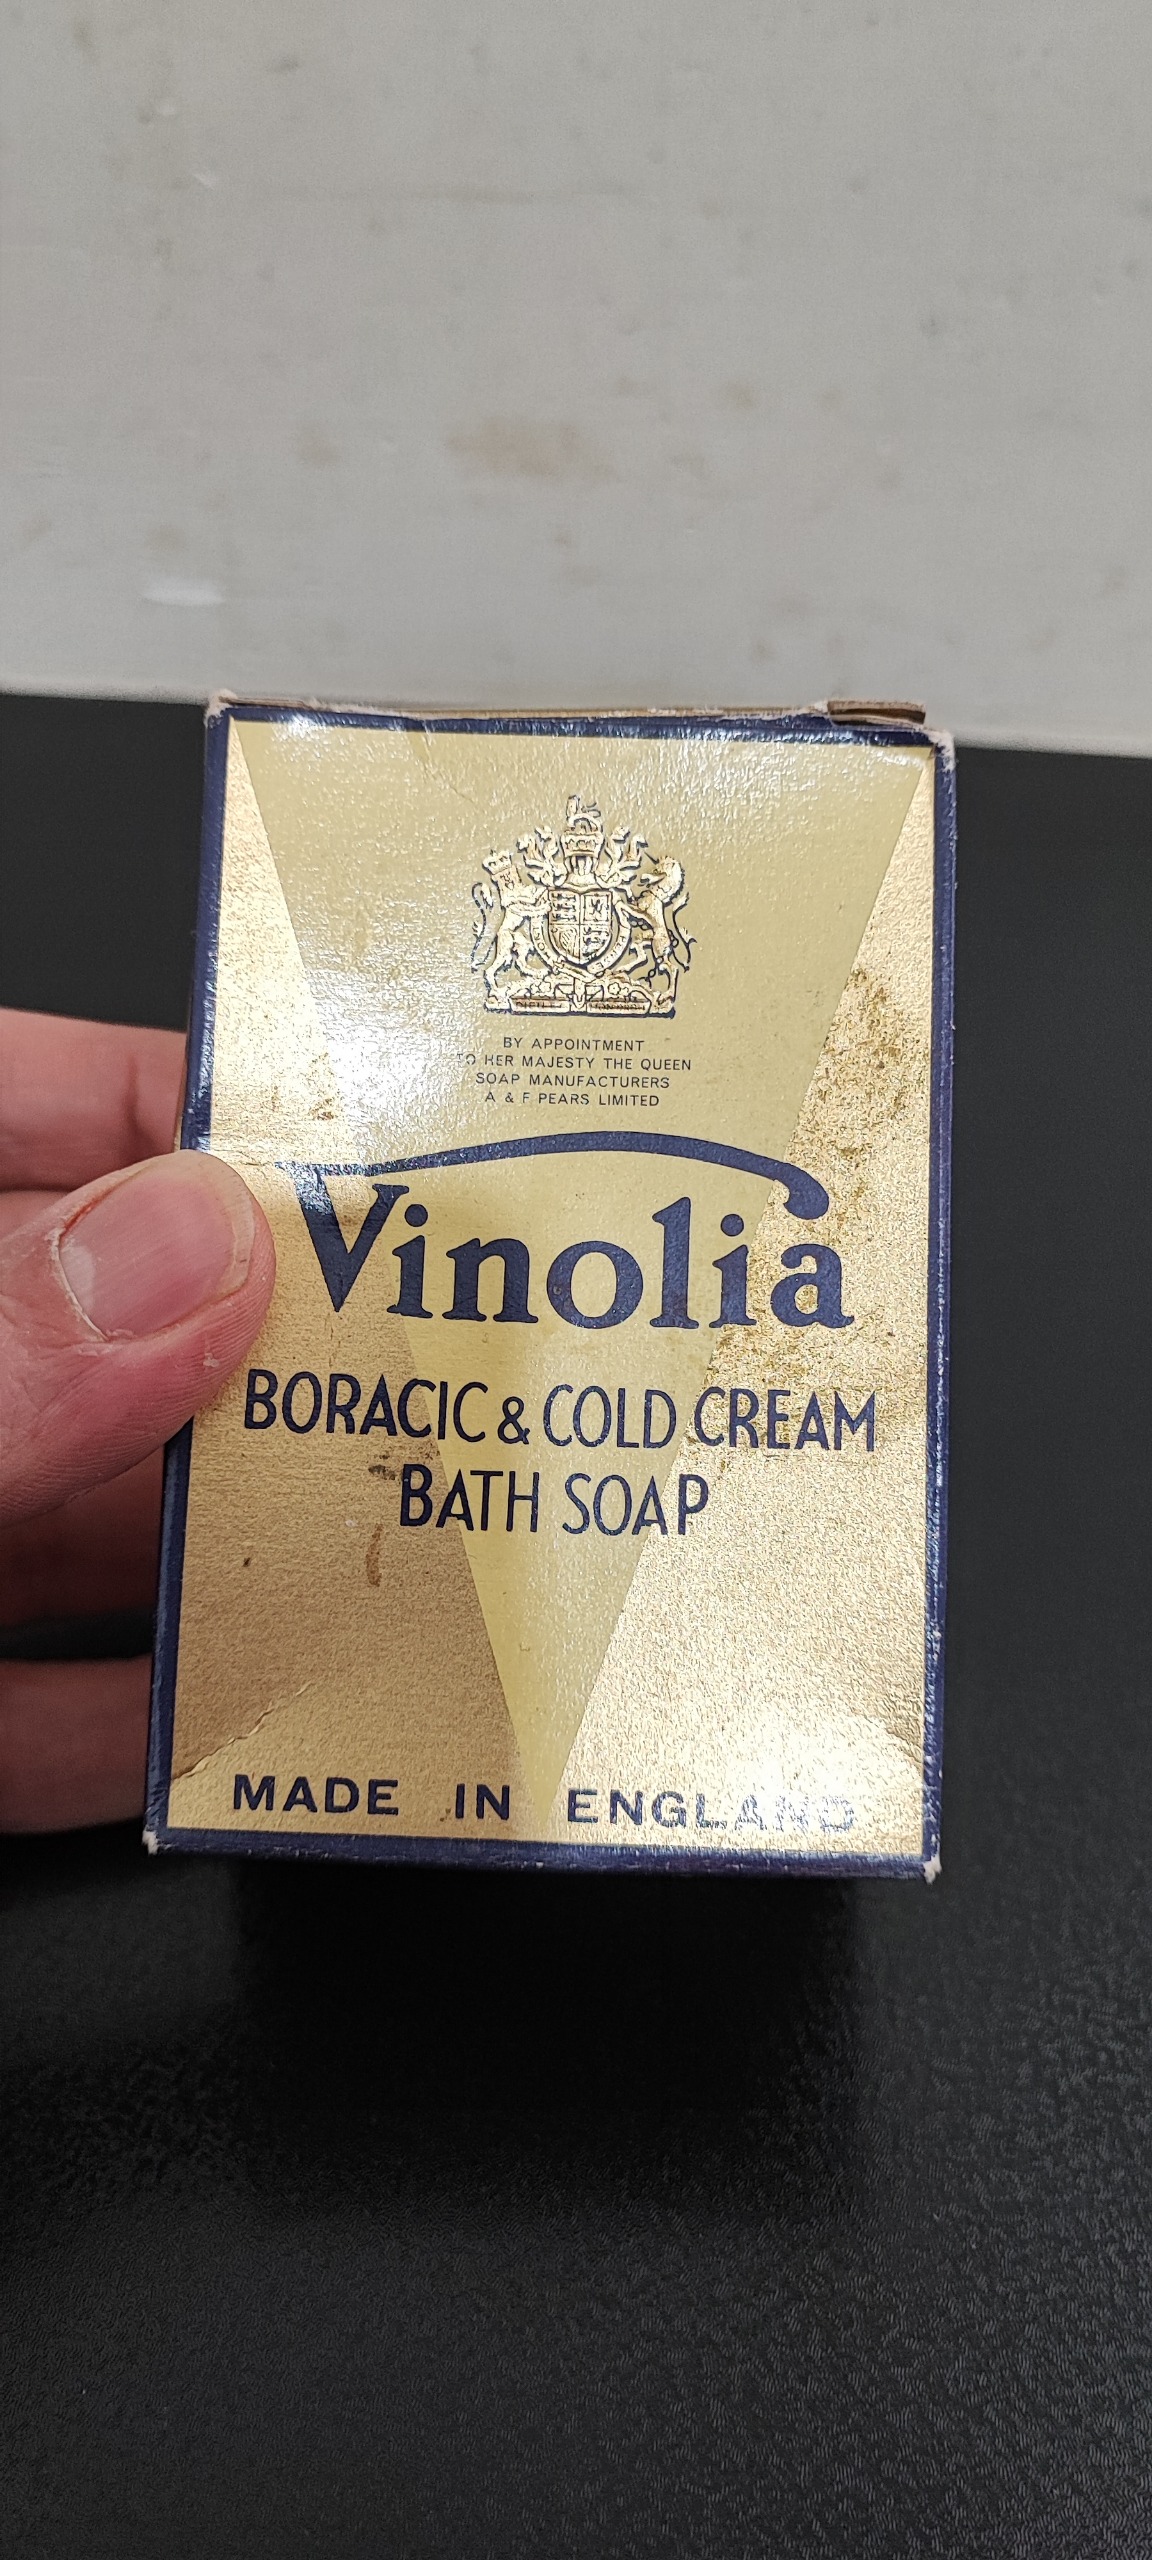 BY APPOINTMENT
TO HER MAJESTY THE QUEEN
SOAP MANUFACTURERS
A & F PEARS LIMITED
Vinolia
BORACIC & COLD CREAM
BATH SOAP
MADE IN ENGLAND